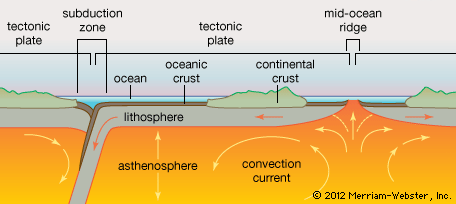 tectonic
plate
subduction
zone
tectonic
plate
mid-ocean
ridge
ocean
oceanic
crust
continental
crust
lithosphere
asthenosphere
convection
current
© 2012 Merriam-Webster, Inc.